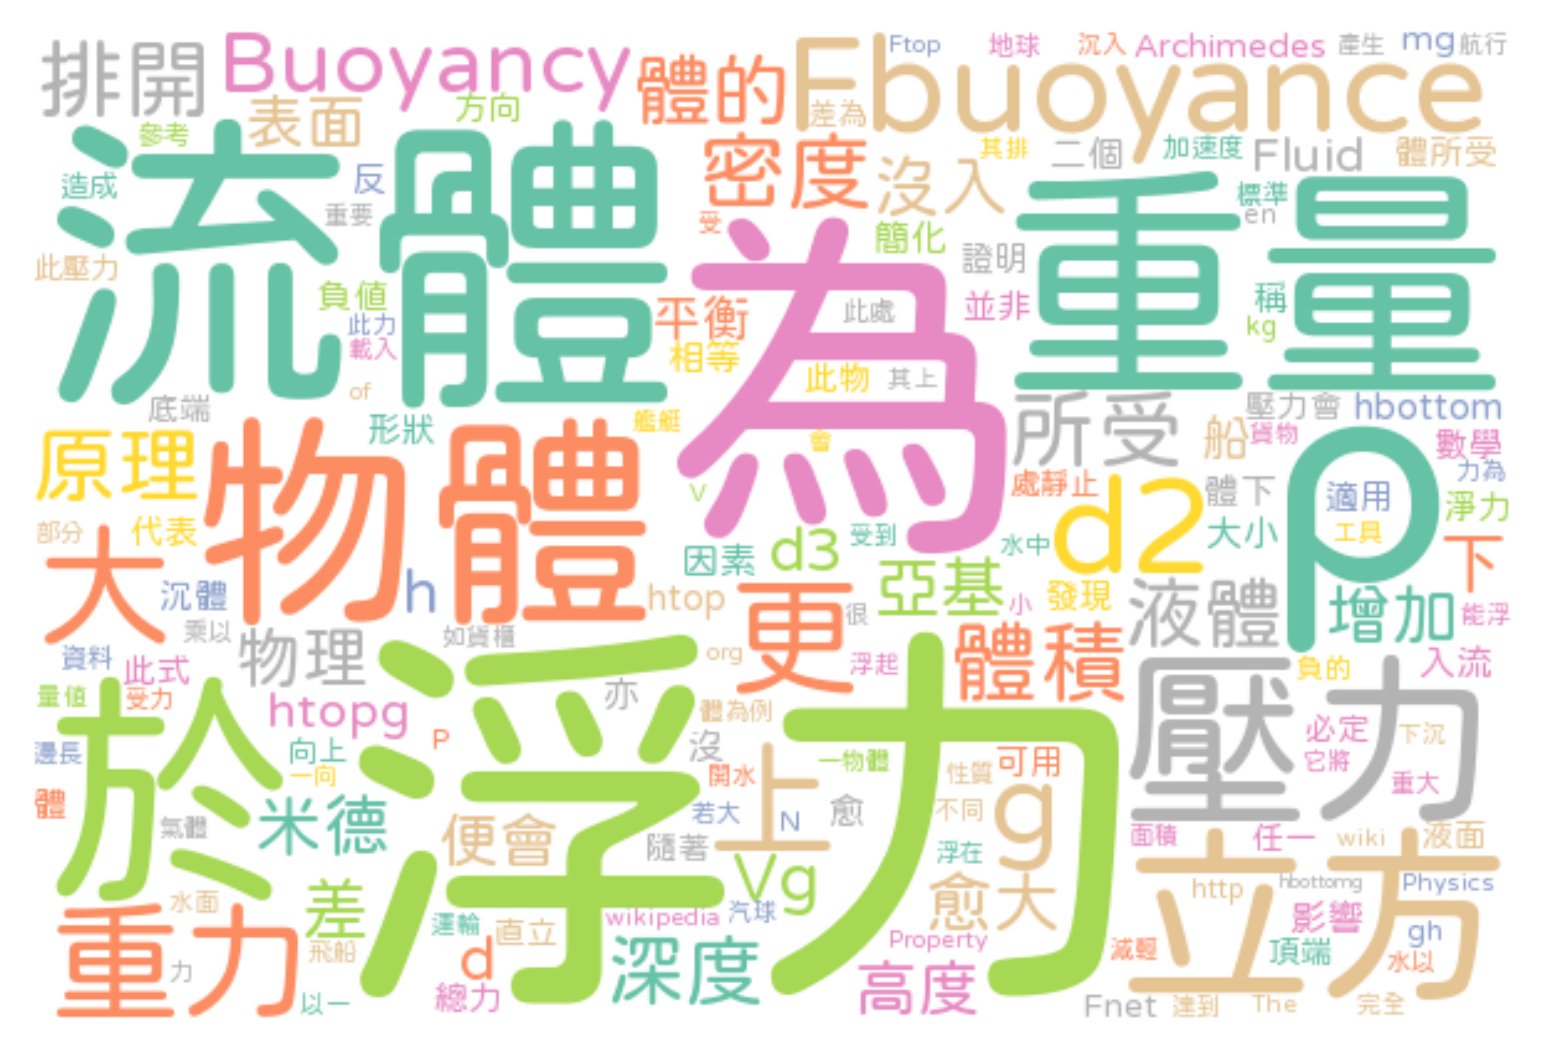 排開
Buoyancy
體的
Fbuoyance
Ftop
地球
沉入
Archimedes
產生
mg
航行
表面
方向
差為
參考
流體
密度
沒入
其排
二個
加速度
Fluid
體所受
造成
反
重要
受
為
簡化
重量
標準
en
此壓力
負值
此力
載入
平衡
相等
此處
證明
並非
稱
kg
of
此物
其上
底端
形狀
艦艇
會
所受
壓力會
hbottom
船
貨物
數學
原理
物體
ρ
力為
部分
代表
v
處靜止
d2
體下
適用
淨力
大
因素
d3
受到
水中
大小
工具
下
沉體
h
htop
更
很
亞基
小
發現
液體
增加
能浮
乘以
物理
如貨櫃
org
浮起
體積
負的
入流
資料
此式
浮力
量值
受力
htopg
亦
體為例
壓力
必定
下沉
於
P
邊長
向上
一向
沒
上
開水
一物體
性質
可用
它將
重大
體
氣體
米德
便會
隨著
若大
N
愈
不同
g
浮在
面積
任一
wiki
液面
立方
Vg
http
hbottomg
Physics
水面
差
愈大
影響
gh
重力
飛船
運輸
直立
wikipedia
汽球
Property
減輕
頂端
水以
力
d
深度
以一
總力
高度
Fnet
達到
The
完全